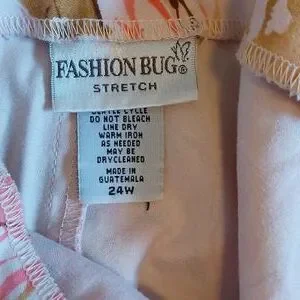 FASHION BUG®
STRETCH
GENTLE CYCLE
DO NOT BLEACH
LINE DRY
WARM IRON
AS NEEDED
MAY BE
DRYCLEANED
MADE IN
GUATEMALA
24W